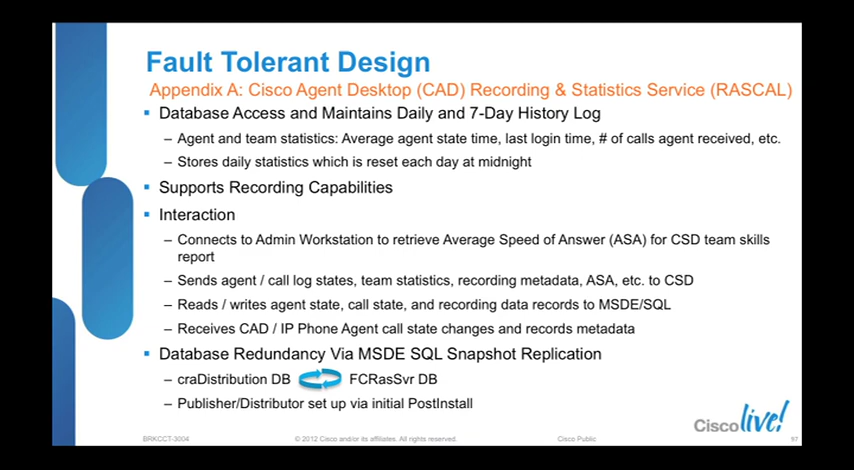 Fault Tolerant Design
Appendix A: Cisco Agent Desktop (CAD) Recording & Statistics Service (RASCAL)
▪ Database Access and Maintains Daily and 7-Day History Log
– Agent and team statistics: Average agent state time, last login time, # of calls agent received, etc.
– Stores daily statistics which is reset each day at midnight
▪ Supports Recording Capabilities
▪ Interaction
– Connects to Admin Workstation to retrieve Average Speed of Answer (ASA) for CSD team skills
report
– Sends agent / call log states, team statistics, recording metadata, ASA, etc. to CSD
– Reads / writes agent state, call state, and recording data records to MSDE/SQL
– Receives CAD / IP Phone Agent call state changes and records metadata
▪ Database Redundancy Via MSDE SQL Snapshot Replication
– craDistribution DB FCRasSvr DB
– Publisher/Distributor set up via initial PostInstall
Cisco live!
BRKCCT-3004 © 2012 Cisco and/or its affiliates. All rights reserved. Cisco Public 97